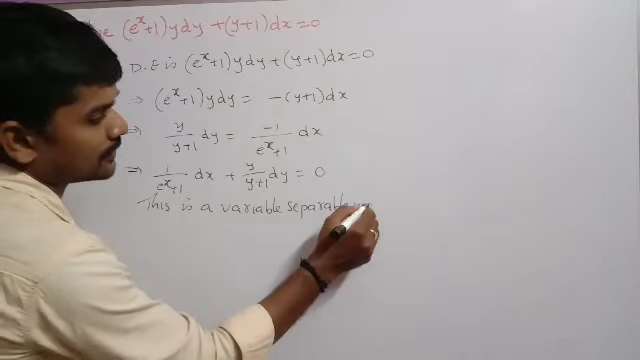 (e^x+1)ydy +(y+1)dx=0
D.E is (e^x+1)ydy+(y+1)dx=0
⇒ (e^x+1)ydy = -(y+1)dx
⇒ y/(y+1) dy = -1/(e^x+1) dx
⇒ 1/(e^x+1) dx + y/(y+1) dy = 0
This is a variable separable